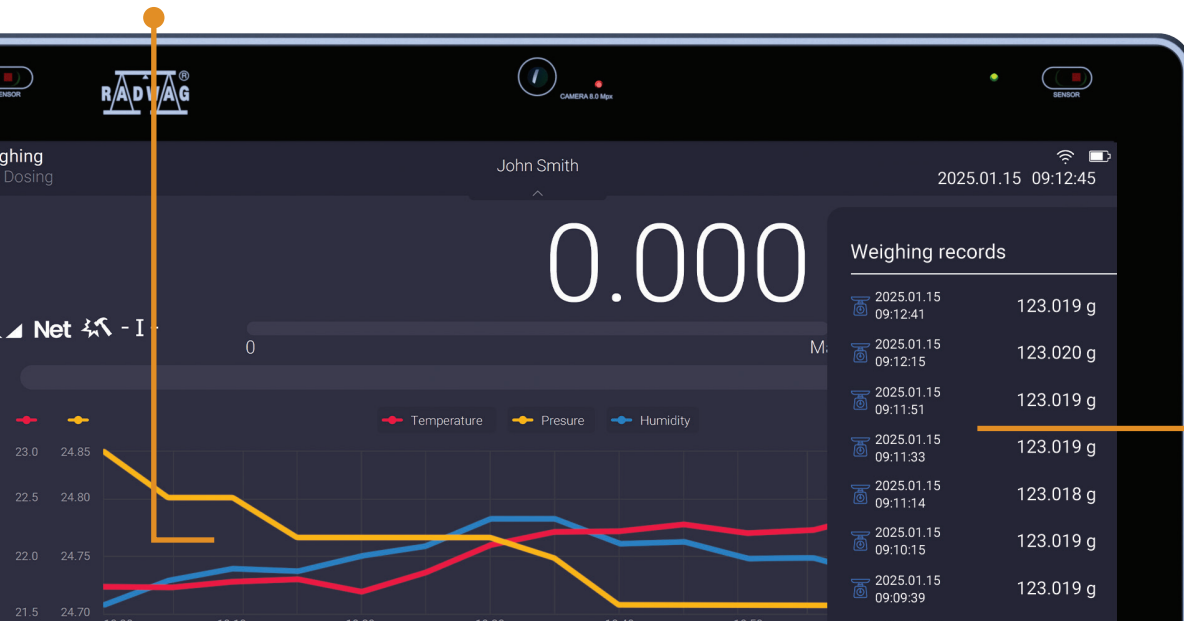 SENSOR
RADWAG®
CAMERA 8.0 Mpx
SENSOR
ghing
Dosing
John Smith
2025.01.15 09:12:45
0.000
Net - I -
0
Weighing records
2025.01.15
09:12:41
123.019 g
2025.01.15
09:12:15
123.020 g
2025.01.15
09:11:51
123.019 g
2025.01.15
09:11:33
123.019 g
2025.01.15
09:11:14
123.018 g
2025.01.15
09:10:15
123.019 g
2025.01.15
09:09:39
123.019 g
Temperature Presure Humidity
23.0 24.85
22.5 24.80
22.0 24.75
21.5 24.70